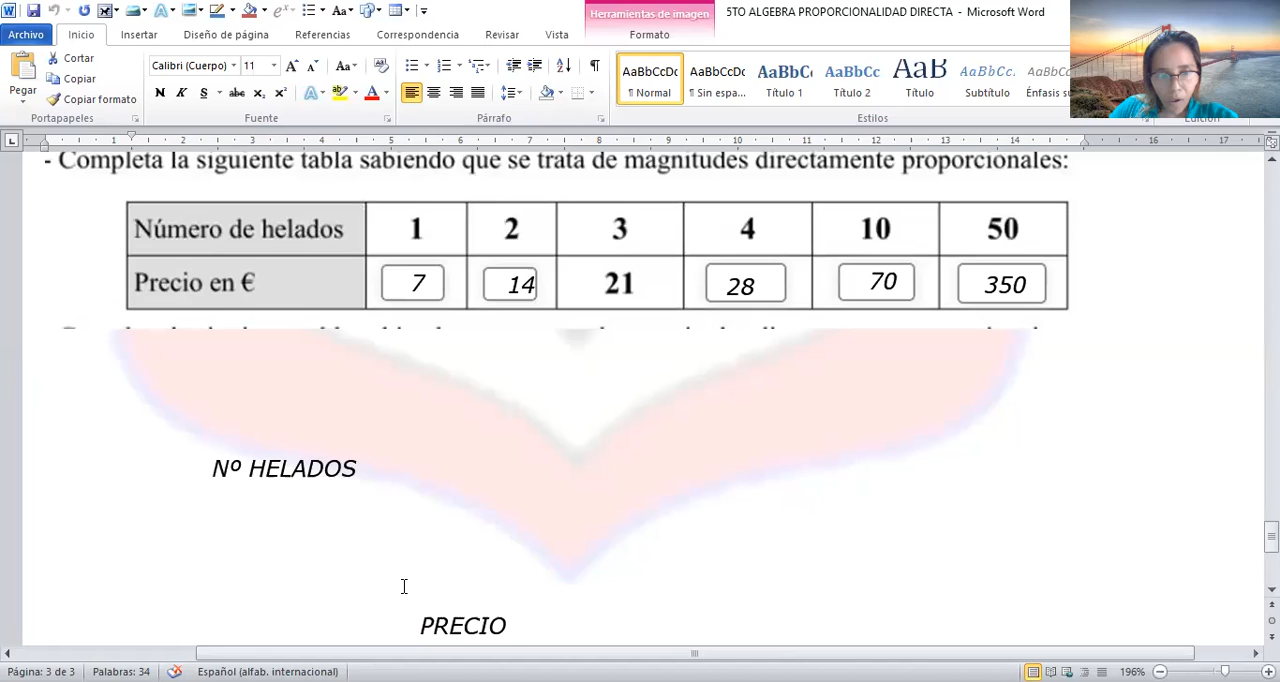 Herramientas de imagen
5TO ALGEBRA PROPORCIONALIDAD DIRECTA - Microsoft Word
Archivo Inicio Insertar Diseño de página Referencias Correspondencia Revisar Vista Formato
Pegar
Cortar
Copiar
Copiar formato
Portapapeles
Calibri (Cuerpo) 11
N K S abc x₂ x²
Fuente
Párrafo
AaBbCcDc AaBbCcDc AaBbC AaBbCc AaB AaBbCc. AaBbCc
¶ Normal ¶ Sin espa... Título 1 Título 2 Título Subtítulo Énfasis
Estilos
- Completa la siguiente tabla sabiendo que se trata de magnitudes directamente proporcionales:
Número de helados 1 2 3 4 10 50
Precio en € 7 14 21 28 70 350
Nº HELADOS
PRECIO
Página: 3 de 3 Palabras: 34 Español (alfab. internacional) 196%